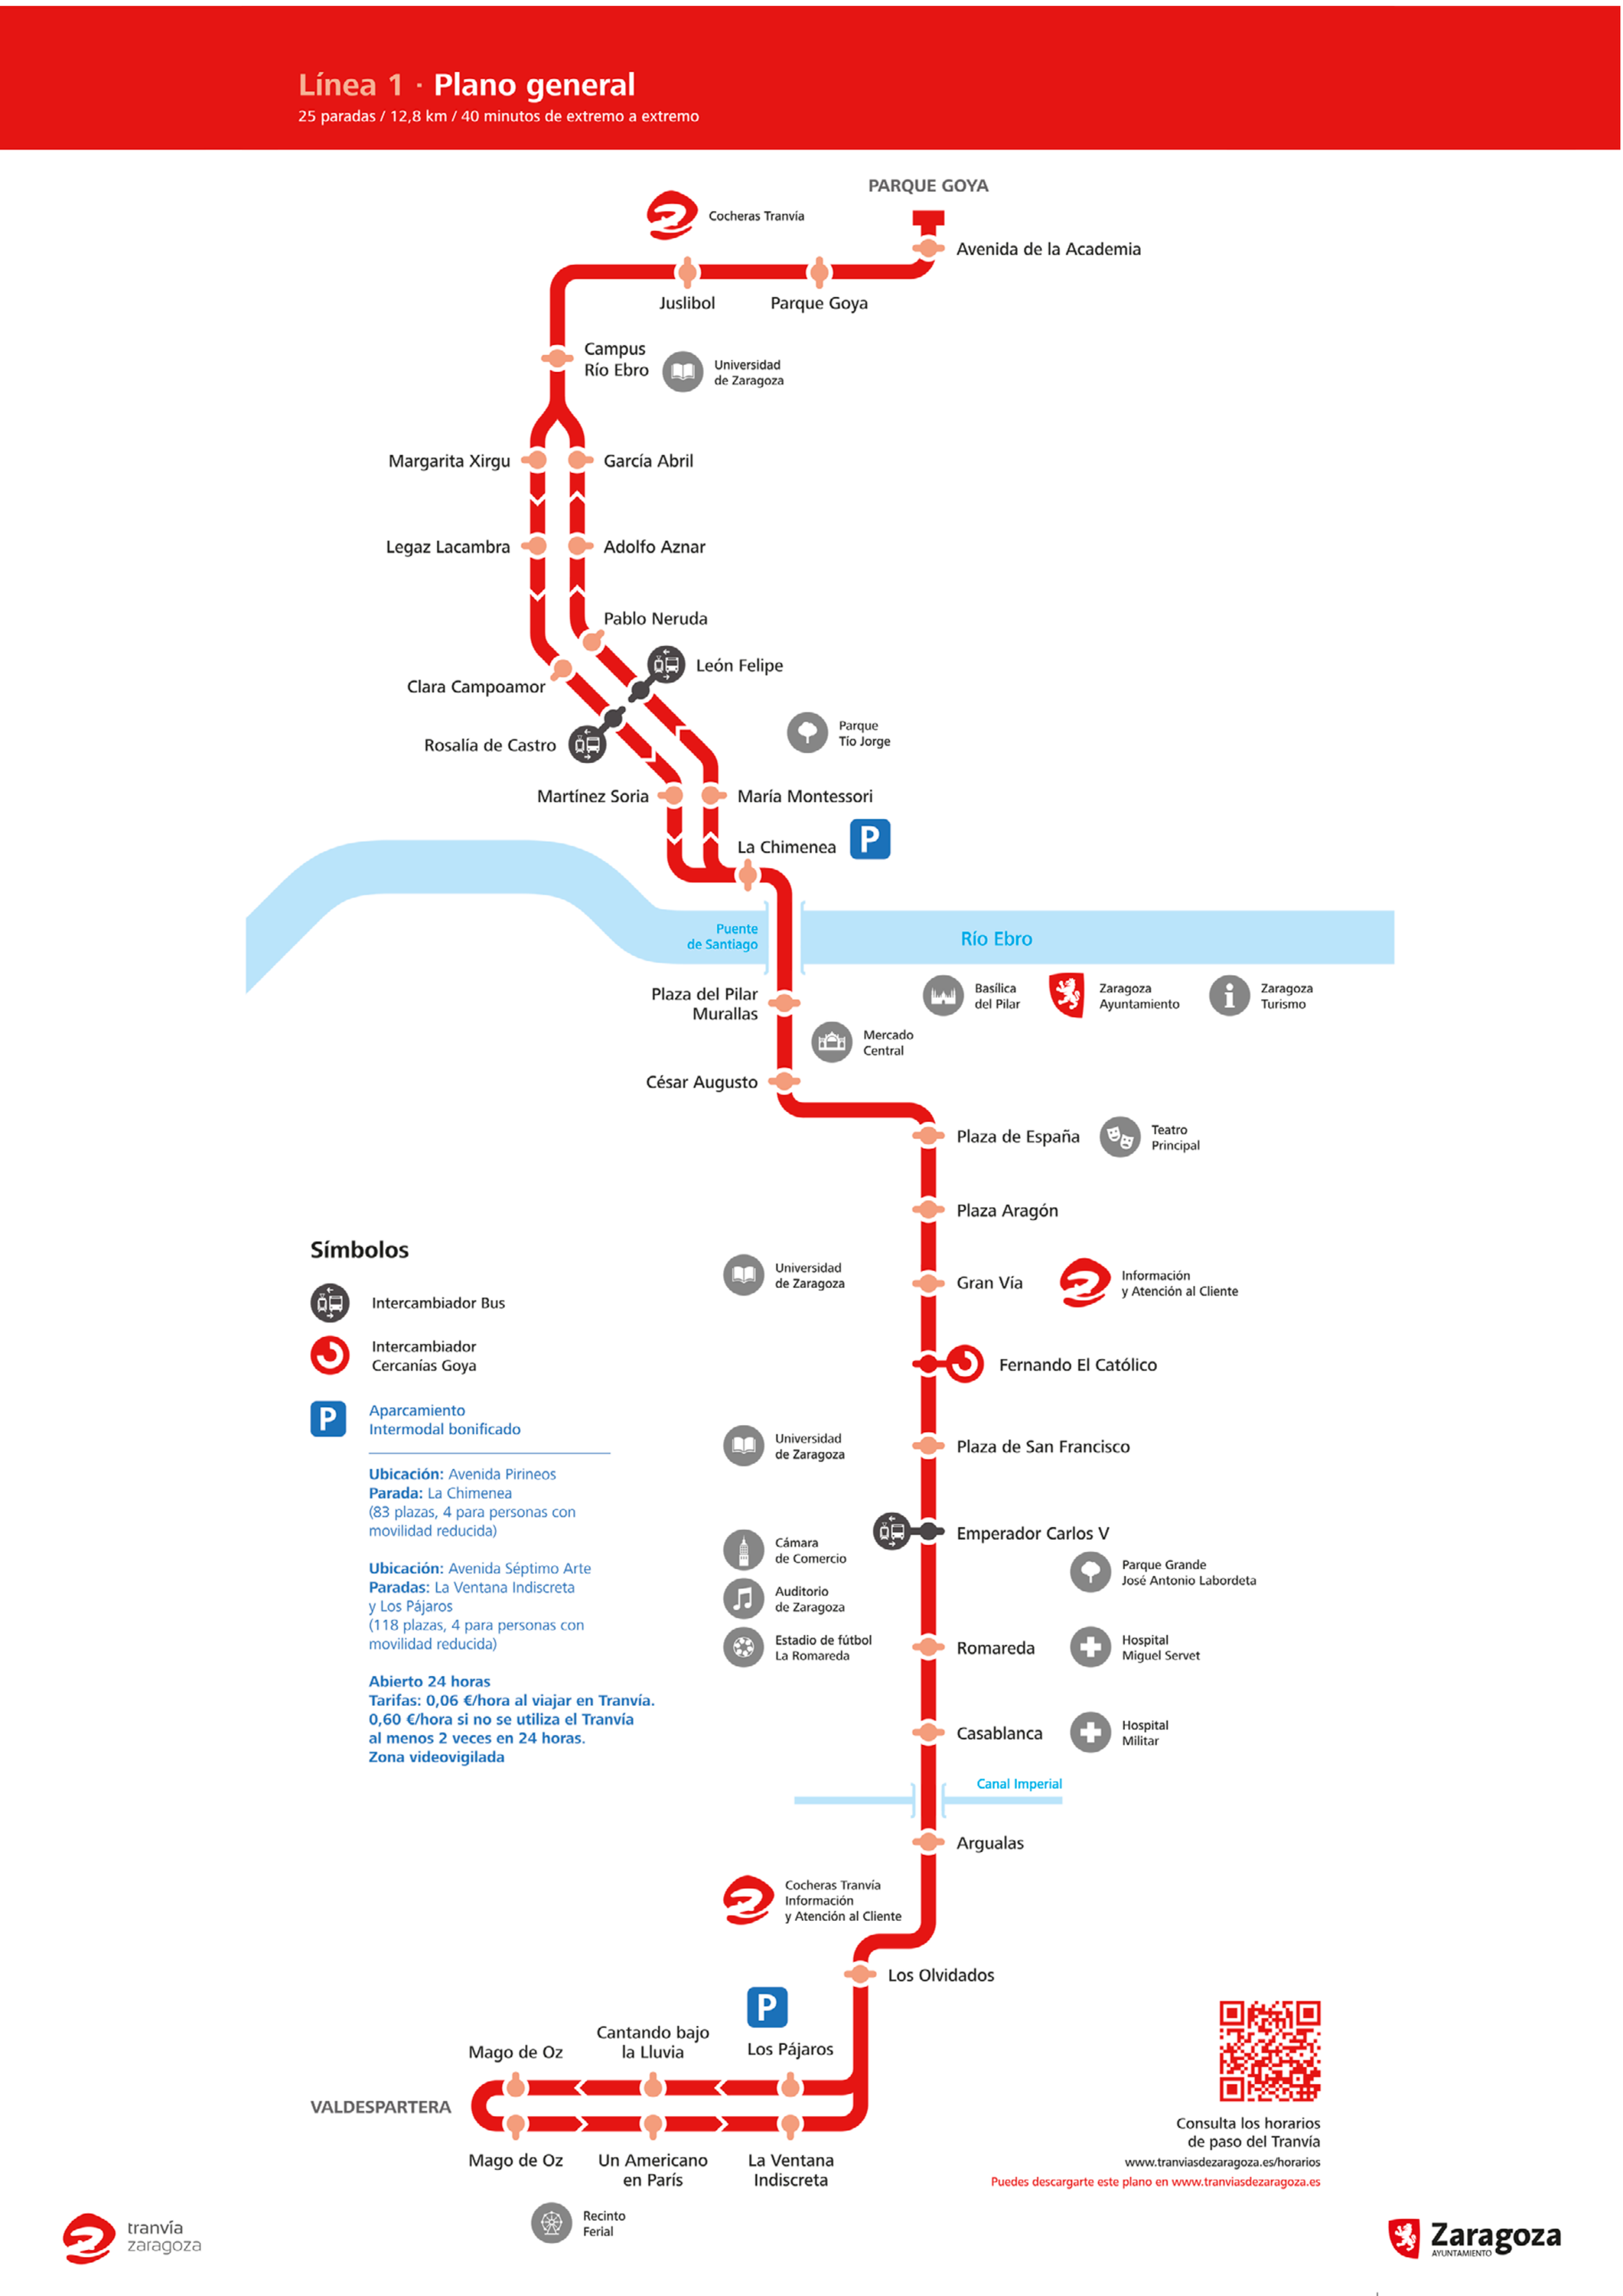 Línea 1 · Plano general
25 paradas / 12,8 km / 40 minutos de extremo a extremo
PARQUE GOYA
Cocheras Tranvía
Avenida de la Academia
Juslibol
Parque Goya
Campus
Río Ebro
Universidad
de Zaragoza
Margarita Xirgu
García Abril
Legaz Lacambra
Adolfo Aznar
Pablo Neruda
León Felipe
Clara Campoamor
Rosalía de Castro
Parque
Tío Jorge
Martínez Soria
María Montessori
La Chimenea
P
Puente
de Santiago
Río Ebro
Plaza del Pilar
Murallas
Basílica
del Pilar
Zaragoza
Ayuntamiento
Zaragoza
Turismo
Mercado
Central
César Augusto
Plaza de España
Teatro
Principal
Plaza Aragón
Universidad
de Zaragoza
Gran Vía
Información
y Atención al Cliente
Fernando El Católico
Universidad
de Zaragoza
Plaza de San Francisco
Emperador Carlos V
Cámara
de Comercio
Parque Grande
José Antonio Labordeta
Auditorio
de Zaragoza
Estadio de fútbol
La Romareda
Romareda
Hospital
Miguel Servet
Casablanca
Hospital
Militar
Canal Imperial
Argualas
Cocheras Tranvía
Información
y Atención al Cliente
Los Olvidados
P
Mago de Oz
Cantando bajo
la Lluvia
Los Pájaros
VALDESPARTERA
Mago de Oz
Un Americano
en París
La Ventana
Indiscreta
Recinto
Ferial
Símbolos
Intercambiador Bus
Intercambiador
Cercanías Goya
P
Aparcamiento
Intermodal bonificado
Ubicación: Avenida Pirineos
Parada: La Chimenea
(83 plazas, 4 para personas con
movilidad reducida)
Ubicación: Avenida Séptimo Arte
Paradas: La Ventana Indiscreta
y Los Pájaros
(118 plazas, 4 para personas con
movilidad reducida)
Abierto 24 horas
Tarifas: 0,06 €/hora al viajar en Tranvía.
0,60 €/hora si no se utiliza el Tranvía
al menos 2 veces en 24 horas.
Zona videovigilada
Consulta los horarios
de paso del Tranvía
www.tranviasdezaragoza.es/horarios
Puedes descargarte este plano en www.tranviasdezaragoza.es
tranvía
zaragoza
Zaragoza
AYUNTAMIENTO